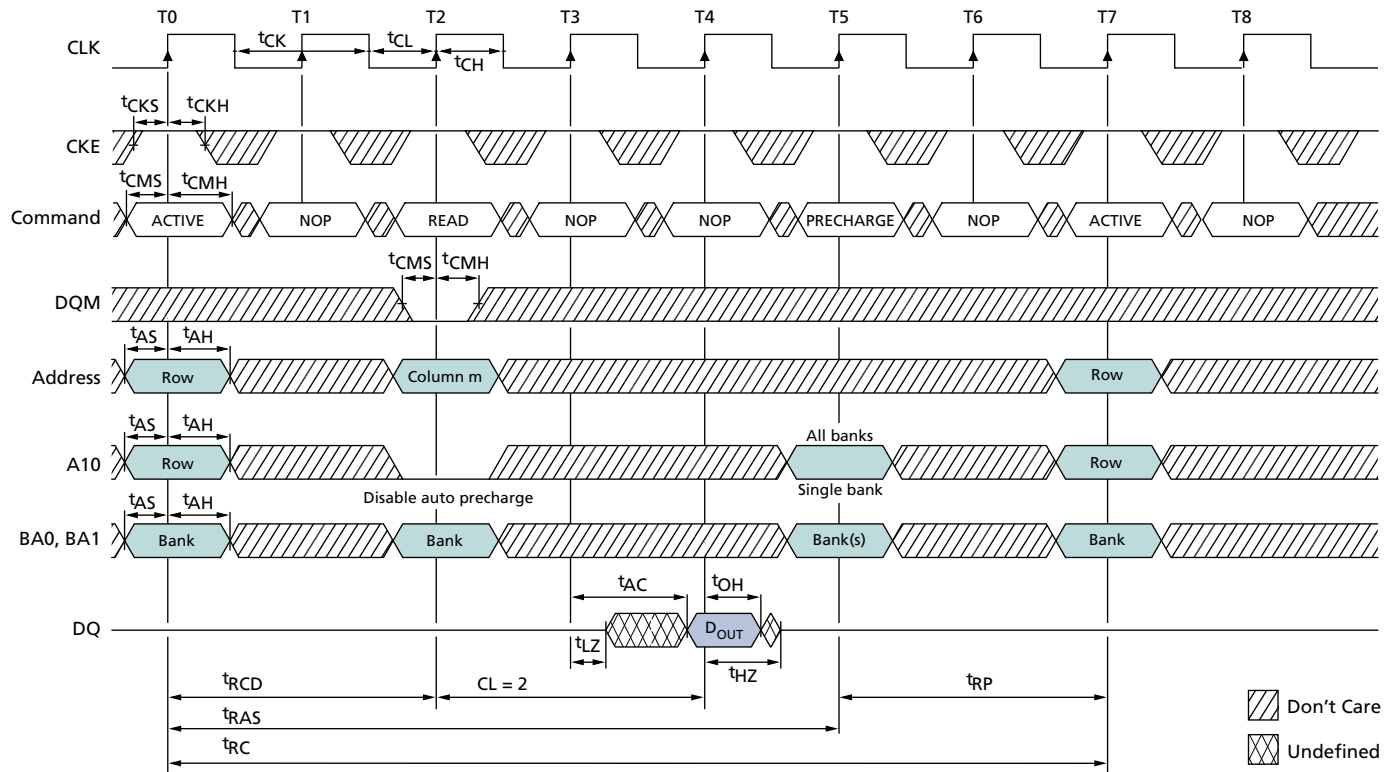 T0 T1 T2 T3 T4 T5 T6 T7 T8
CLK
tCK
tCL
tCH
tCKS
tCKH
CKE
tCMS
tCMH
Command
ACTIVE
NOP
READ
NOP
NOP
PRECHARGE
NOP
ACTIVE
NOP
tCMS
tCMH
DQM
tAS
tAH
Address
Row
Column m
Row
tAS
tAH
All banks
A10
Row
Row
Disable auto precharge
Single bank
tAS
tAH
BA0, BA1
Bank
Bank
Bank(s)
Bank
tAC
tOH
DQ
DOUT
tLZ
tHZ
tRCD
CL = 2
tRP
tRAS
tRC
Don't Care
Undefined